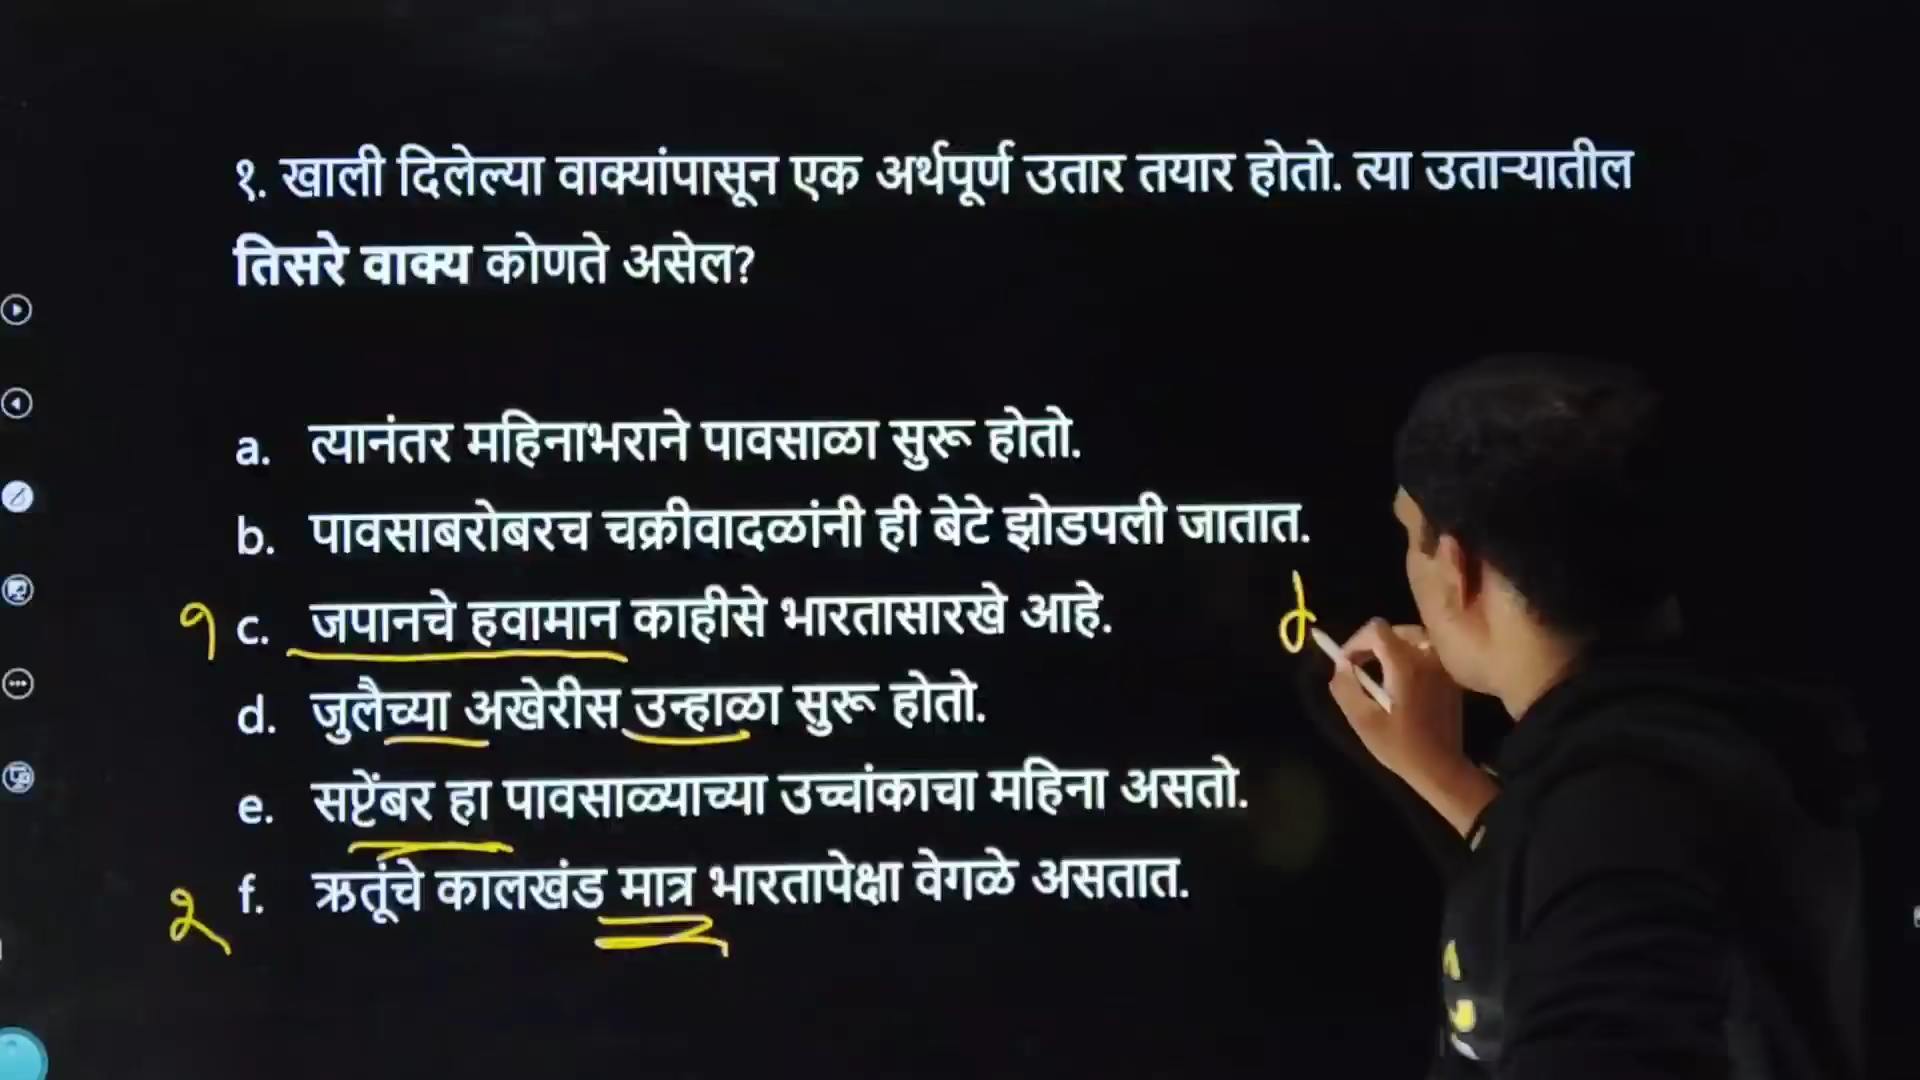 १. खाली दिलेल्या वाक्यांपासून एक अर्थपूर्ण उतार तयार होतो. त्या उताऱ्यातील
तिसरे वाक्य कोणते असेल?
a. त्यानंतर महिनाभराने पावसाळा सुरू होतो.
b. पावसाबरोबरच चक्रीवादळांनी ही बेटे झोडपली जातात.
१ c. जपानचे हवामान काहीसे भारतासारखे आहे.
d. जुलैच्या अखेरीस उन्हाळा सुरू होतो.
e. सप्टेंबर हा पावसाळ्याच्या उच्चांकाचा महिना असतो.
२ f. ऋतूंचे कालखंड मात्र भारतापेक्षा वेगळे असतात.